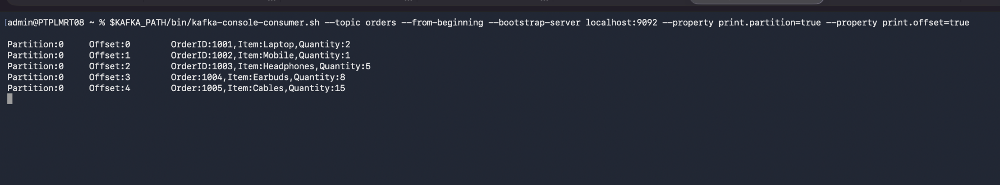 [admin@PTPLMRT08 ~ % $KAFKA_PATH/bin/kafka-console-consumer.sh --topic orders --from-beginning --bootstrap-server localhost:9092 --property print.partition=true --property print.offset=true
Partition:0 Offset:0 OrderID:1001,Item:Laptop,Quantity:2
Partition:0 Offset:1 OrderID:1002,Item:Mobile,Quantity:1
Partition:0 Offset:2 OrderID:1003,Item:Headphones,Quantity:5
Partition:0 Offset:3 Order:1004,Item:Earbuds,Quantity:8
Partition:0 Offset:4 Order:1005,Item:Cables,Quantity:15